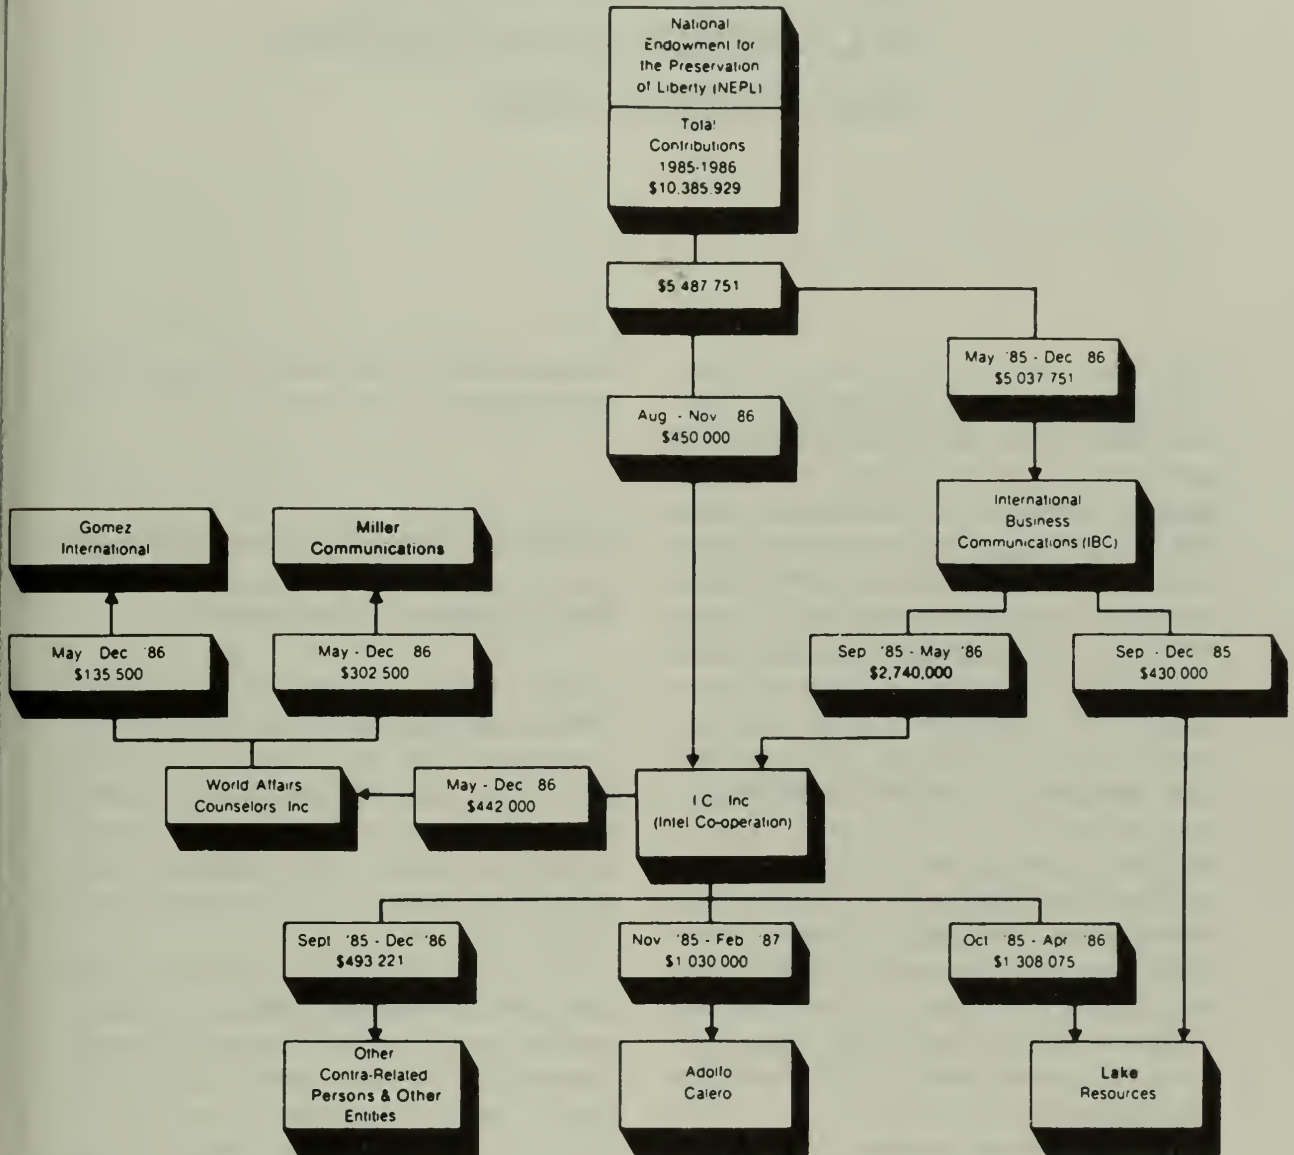 National
Endowment for
the Preservation
of Liberty (NEPL)
Total
Contributions
1985-1986
$10.385.929
$5 487 751
May '85 - Dec 86
$5 037 751
Aug - Nov 86
$450 000
International
Business
Communications (IBC)
Gomez
International
Miller
Communications
May Dec '86
$135 500
May - Dec 86
$302 500
Sep '85 - May '86
$2,740,000
Sep - Dec 85
$430 000
World Affairs
Counselors Inc
May - Dec 86
$442 000
I C Inc
(Intel Co-operation)
Sept '85 - Dec '86
$493 221
Nov '85 - Feb '87
$1 030 000
Oct '85 - Apr '86
$1 308 075
Other
Contra-Related
Persons & Other
Entities
Adolfo
Calero
Lake
Resources